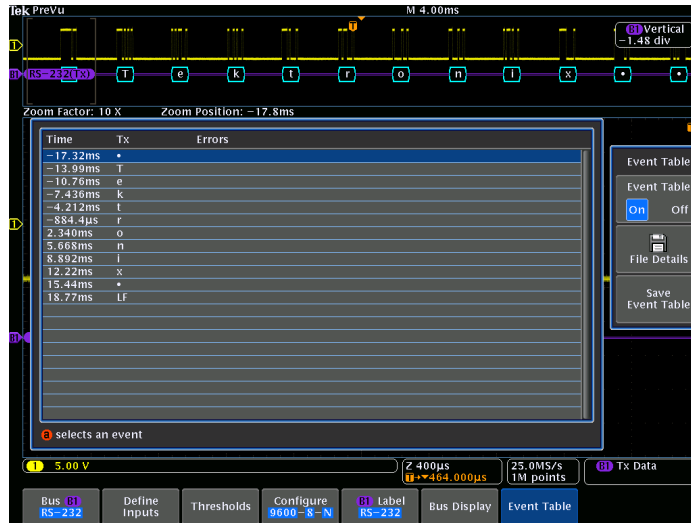 Tek PreVu M 4.00ms
T
B1 Vertical
−1.48 div
1
B1 RS−232(TX) T e k t r o n i x • •
Zoom Factor: 10 X Zoom Position: −17.8ms
Time Tx Errors
−17.32ms •
−13.99ms T
−10.76ms e
−7.436ms k
−4.212ms t
−884.4µs r
2.340ms o
5.668ms n
8.892ms i
12.22ms x
15.44ms •
18.77ms LF
a selects an event
Event Table
Event Table
On Off
File Details
Save
Event Table
1
B1
1 5.00 V
Z 400µs
T→▾464.000µs
25.0MS/s
1M points
B1 Tx Data
Bus B1
RS−232
Define
Inputs
Thresholds
Configure
9600−8−N
B1 Label
RS−232
Bus Display
Event Table